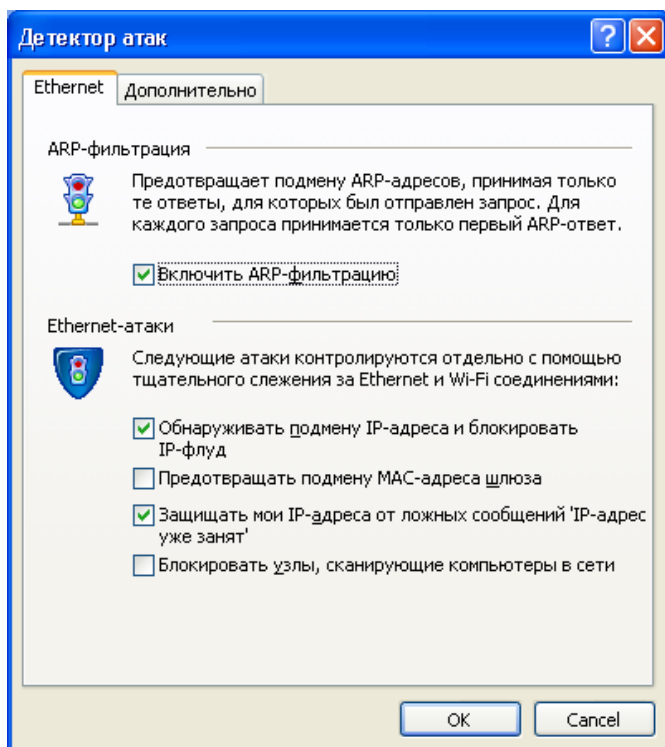 Детектор атак
Ethernet
Дополнительно
ARP-фильтрация
Предотвращает подмену ARP-адресов, принимая только
те ответы, для которых был отправлен запрос. Для
каждого запроса принимается только первый ARP-ответ.
Включить ARP-фильтрацию
Ethernet-атаки
Следующие атаки контролируются отдельно с помощью
тщательного слежения за Ethernet и Wi-Fi соединениями:
Обнаруживать подмену IP-адреса и блокировать
IP-флуд
Предотвращать подмену MAC-адреса шлюза
Защищать мои IP-адреса от ложных сообщений 'IP-адрес
уже занят'
Блокировать узлы, сканирующие компьютеры в сети
OK
Cancel